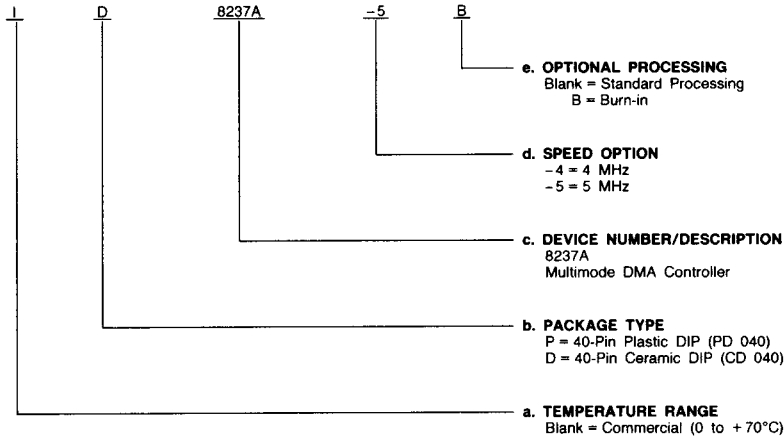 I D 8237A -5 B
e. OPTIONAL PROCESSING
Blank = Standard Processing
B = Burn-in
d. SPEED OPTION
-4 = 4 MHz
-5 = 5 MHz
c. DEVICE NUMBER/DESCRIPTION
8237A
Multimode DMA Controller
b. PACKAGE TYPE
P = 40-Pin Plastic DIP (PD 040)
D = 40-Pin Ceramic DIP (CD 040)
a. TEMPERATURE RANGE
Blank = Commercial (0 to +70°C)